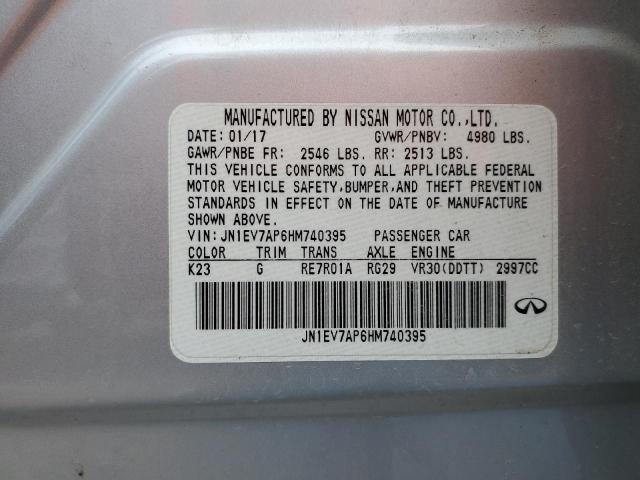 MANUFACTURED BY NISSAN MOTOR CO.,LTD.
DATE: 01/17 GVWR/PNBV: 4980 LBS.
GAWR/PNBE FR: 2546 LBS. RR: 2513 LBS.
THIS VEHICLE CONFORMS TO ALL APPLICABLE FEDERAL
MOTOR VEHICLE SAFETY,BUMPER,AND THEFT PREVENTION
STANDARDS IN EFFECT ON THE DATE OF MANUFACTURE
SHOWN ABOVE.
VIN: JN1EV7AP6HM740395 PASSENGER CAR
COLOR TRIM TRANS AXLE ENGINE
K23 G RE7R01A RG29 VR30(DDTT) 2997CC
JN1EV7AP6HM740395